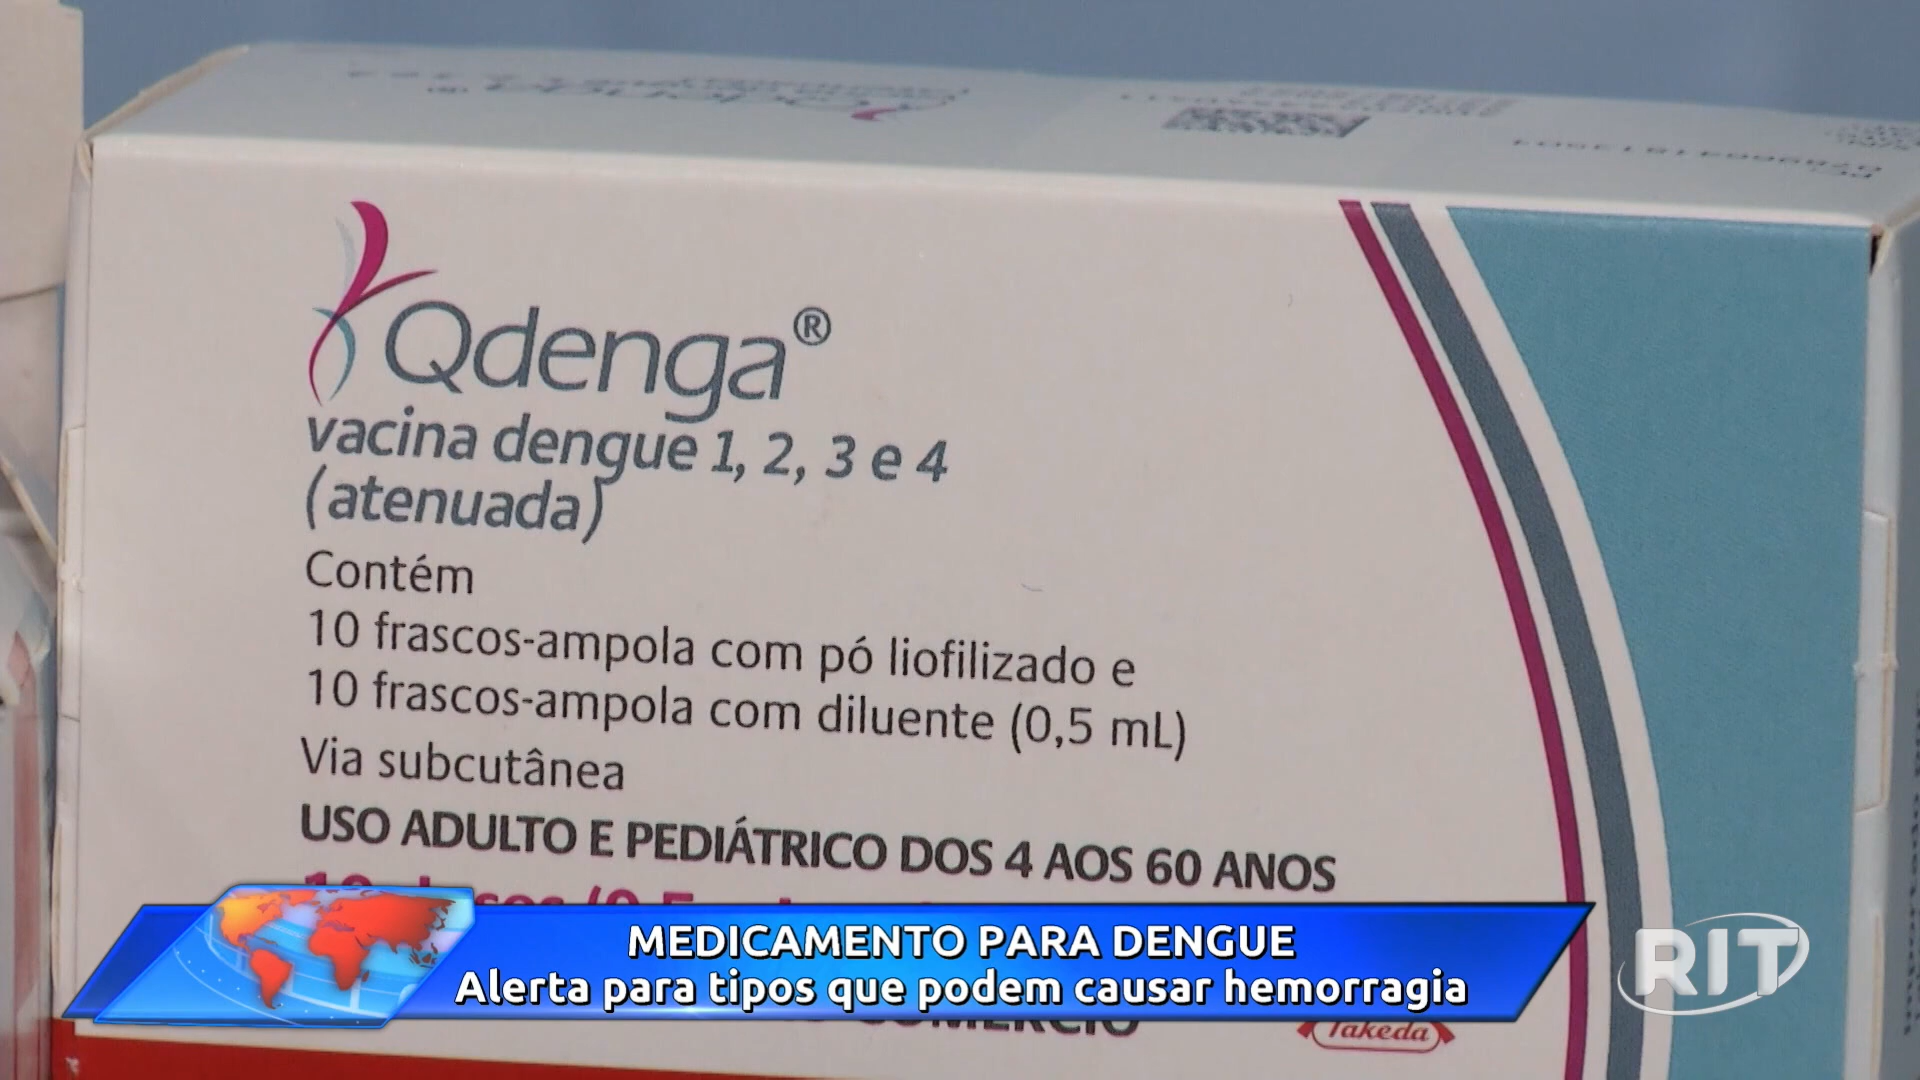 Qdenga®
vacina dengue 1, 2, 3 e 4
(atenuada)
Contém
10 frascos-ampola com pó liofilizado e
10 frascos-ampola com diluente (0,5 mL)
Via subcutânea
USO ADULTO E PEDIÁTRICO DOS 4 AOS 60 ANOS
MEDICAMENTO PARA DENGUE
Alerta para tipos que podem causar hemorragia
RIT
COMÉRCIO
Takeda